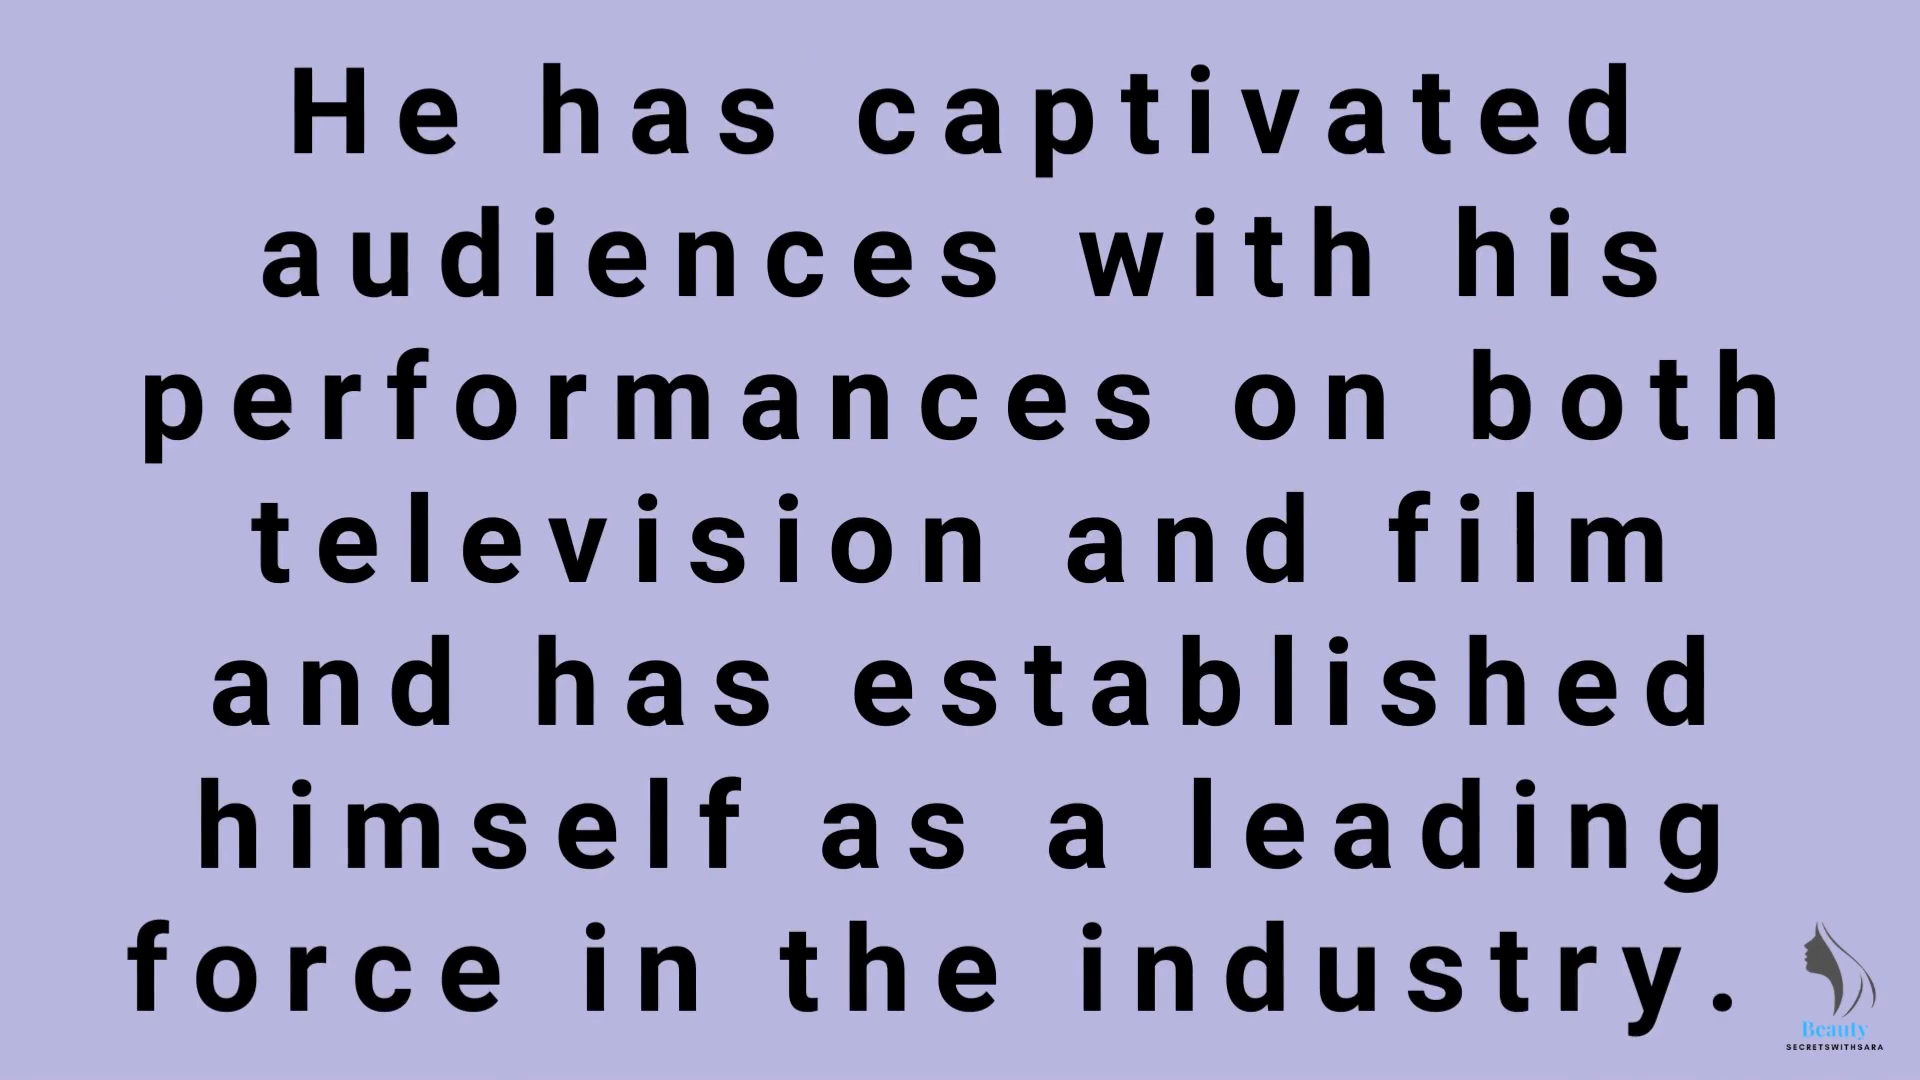 He has captivated
audiences with his
performances on both
television and film
and has established
himself as a leading
force in the industry.
Beauty
SECRETSWITHSARA